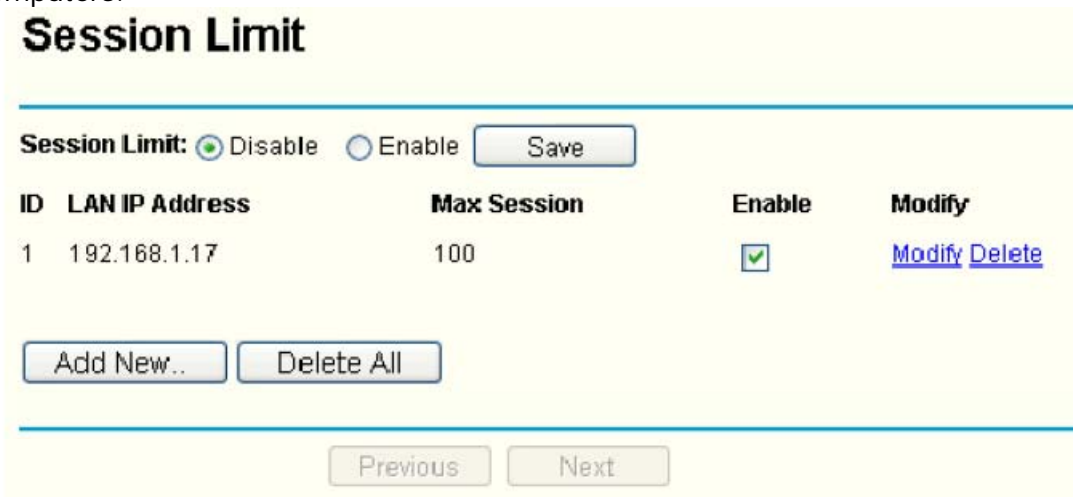 Session Limit
Session Limit: Disable Enable Save
ID LAN IP Address Max Session Enable Modify
1 192.168.1.17 100 Modify Delete
Add New.. Delete All
Previous Next